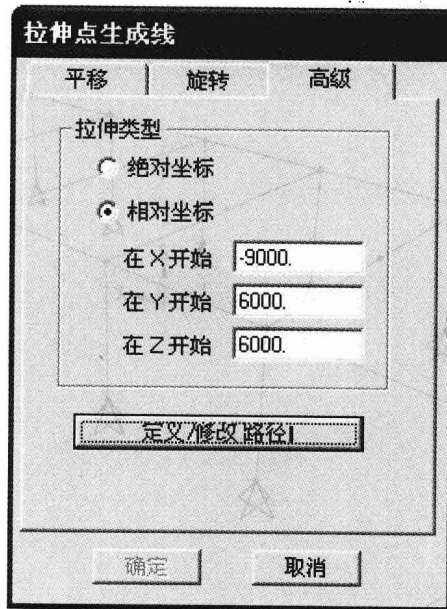 拉伸点生成线
平移 旋转 高级
拉伸类型
绝对坐标
相对坐标
在X开始 -9000.
在Y开始 6000.
在Z开始 6000.
定义/修改 路径
确定 取消